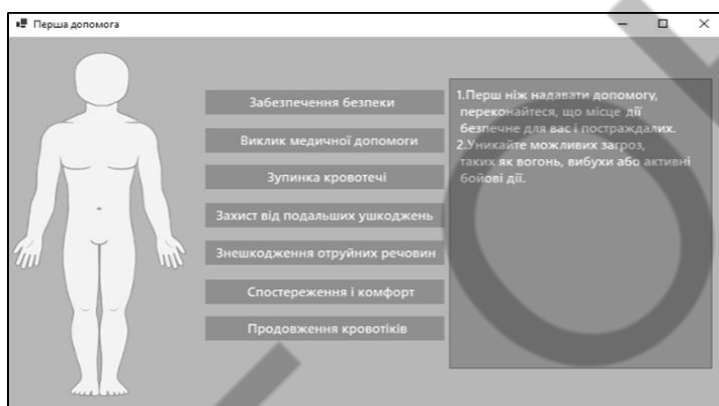 Перша допомога
Забезпечення безпеки
Виклик медичної допомоги
Зупинка кровотечі
Захист від подальших ушкоджень
Знешкодження отруйних речовин
Спостереження і комфорт
Продовження кровотіків
1.Перш ніж надавати допомогу,
переконайтеся, що місце дії
безпечне для вас і постраждалих.
2.Уникайте можливих загроз,
таких як вогонь, вибухи або активні
бойові дії.